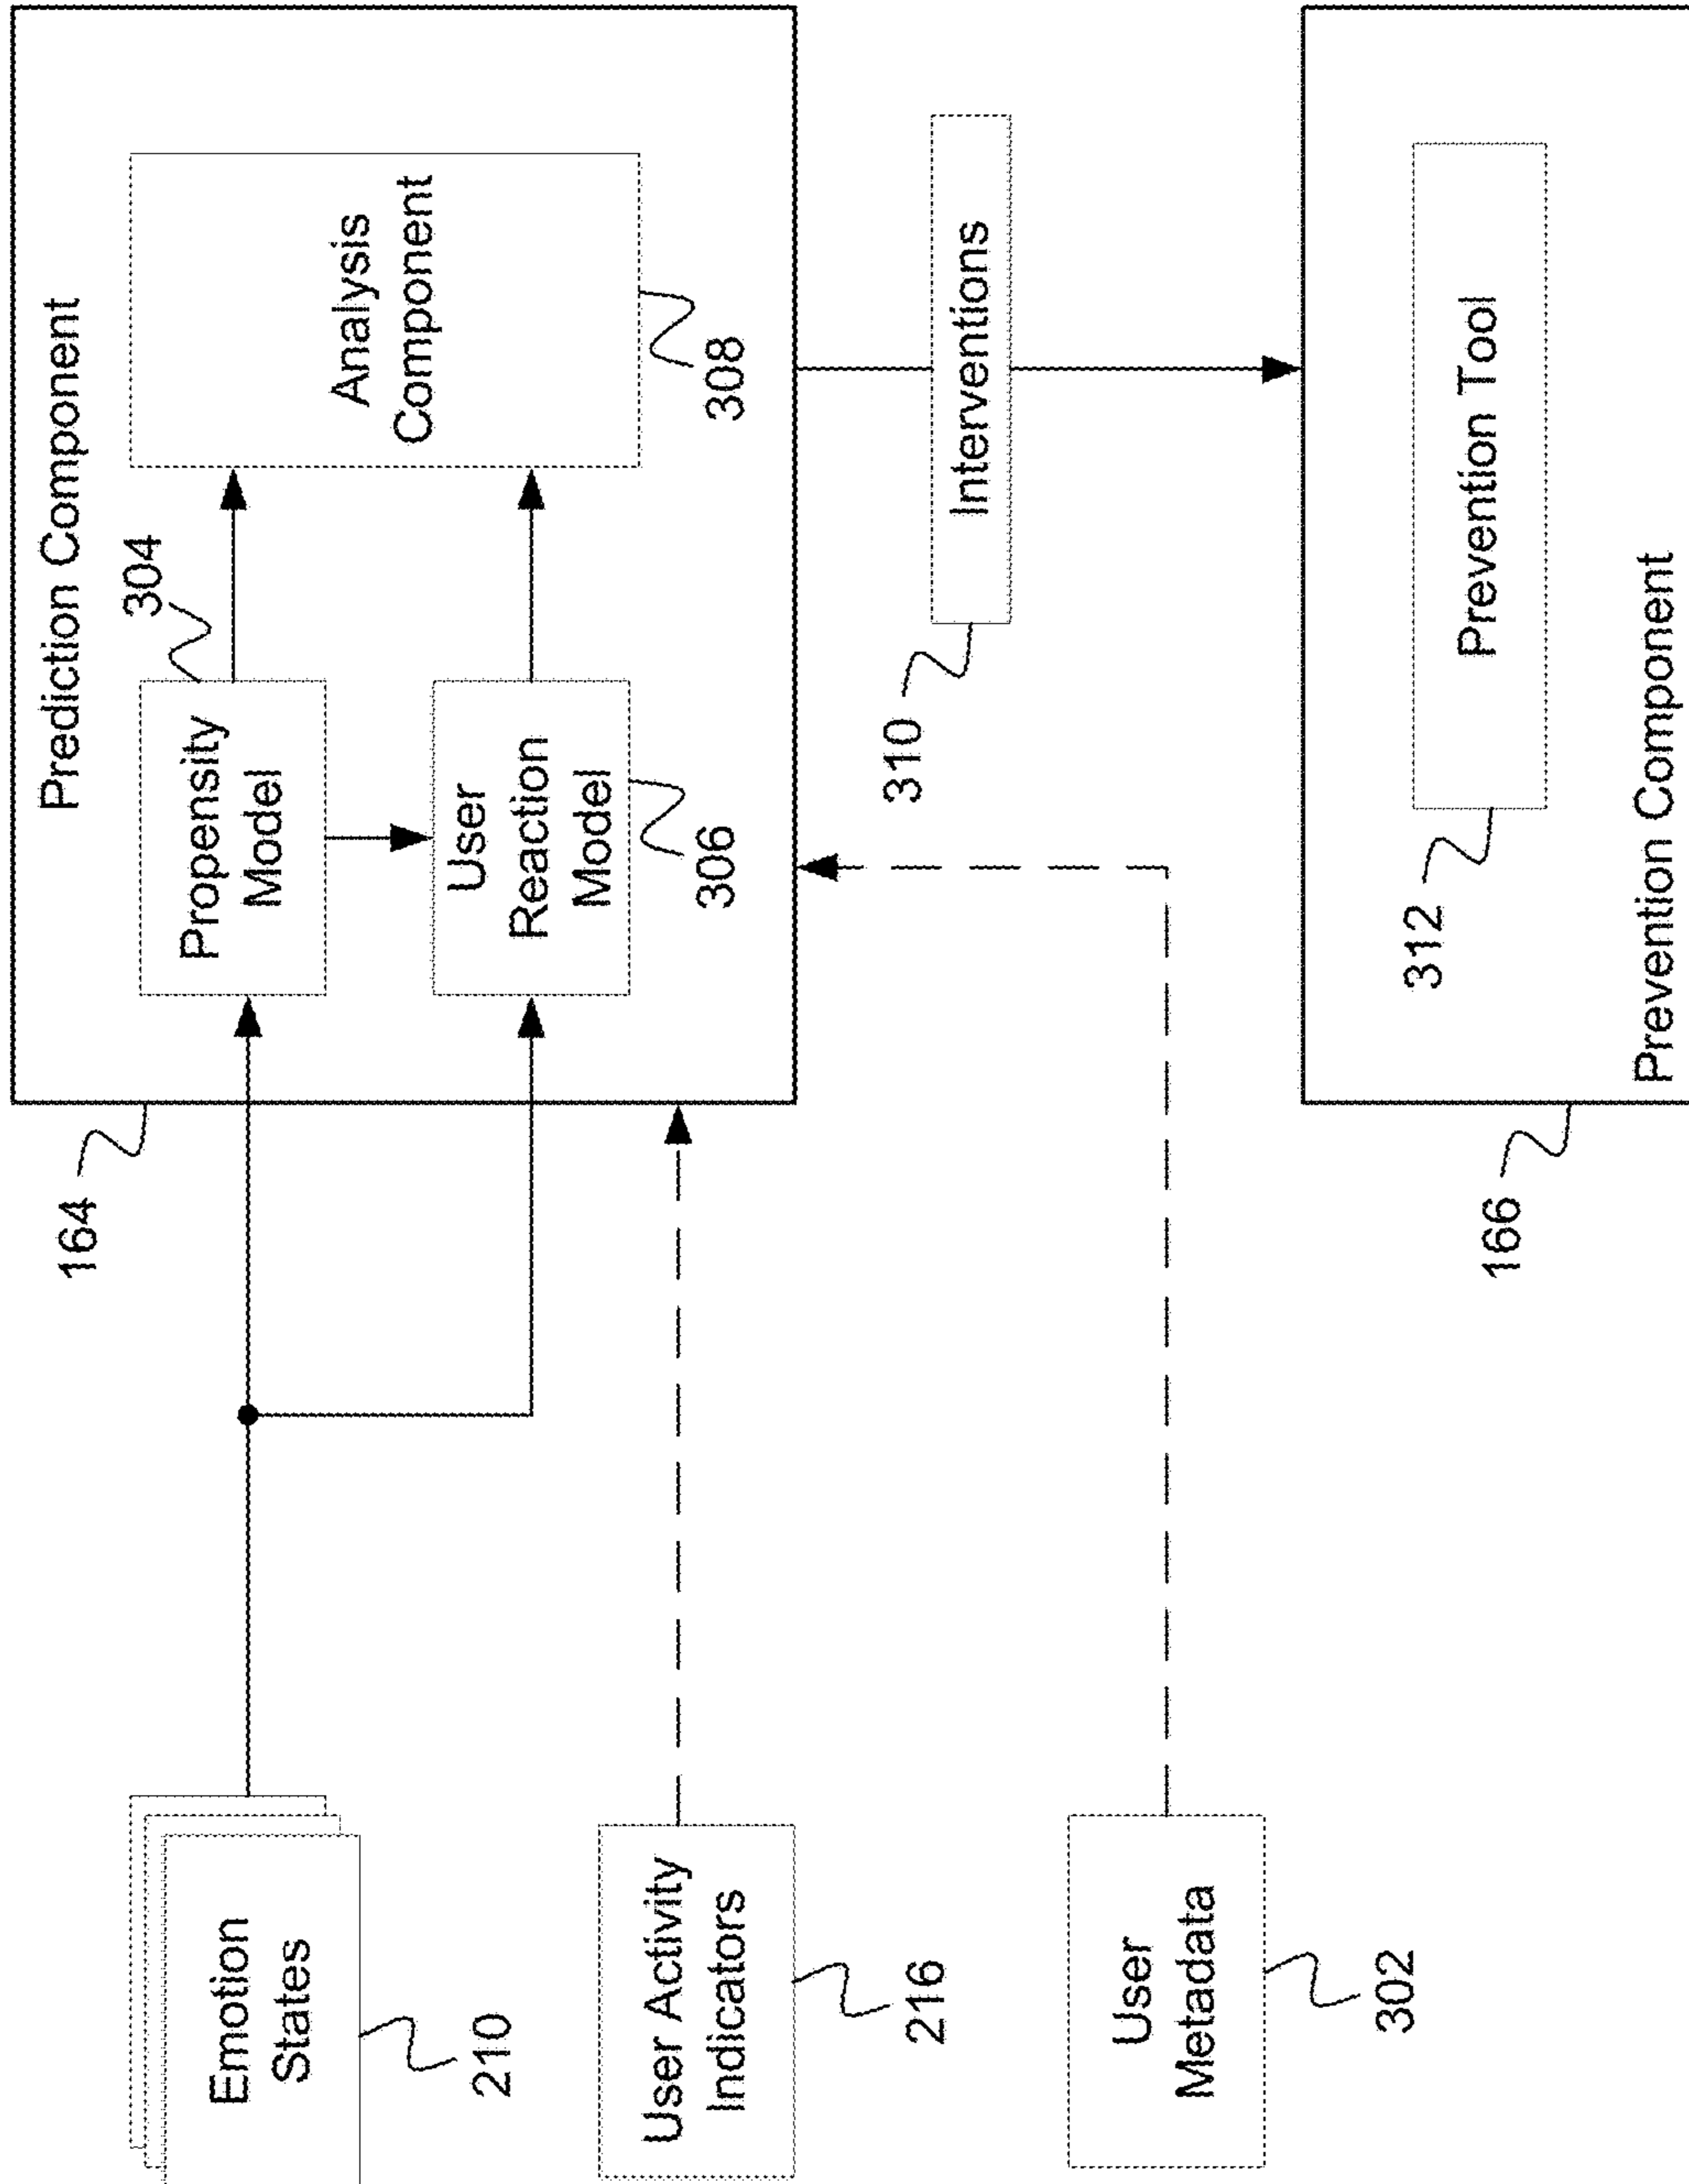 Prediction Component
304
Propensity
Model
Analysis
Component
308
User
Reaction
Model
306
164
Emotion
States
210
User Activity
Indicators
216
310
Interventions
User
Metadata
302
312
Prevention Tool
166
Prevention Component